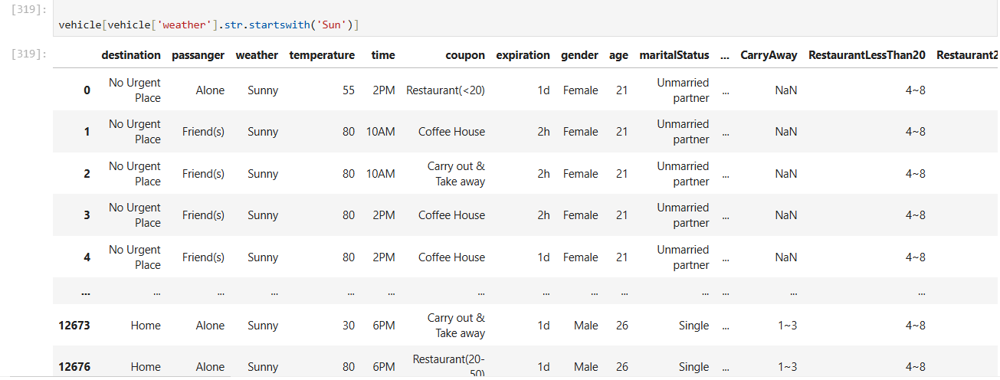 [319]:
vehicle[vehicle['weather'].str.startswith('Sun')]
[319]:
destination passanger weather temperature time coupon expiration gender age maritalStatus ... CarryAway RestaurantLessThan20 Restaurant2
0 No Urgent Place Alone Sunny 55 2PM Restaurant(<20) 1d Female 21 Unmarried partner ... NaN 4~8
1 No Urgent Place Friend(s) Sunny 80 10AM Coffee House 2h Female 21 Unmarried partner ... NaN 4~8
2 No Urgent Place Friend(s) Sunny 80 10AM Carry out & Take away 2h Female 21 Unmarried partner ... NaN 4~8
3 No Urgent Place Friend(s) Sunny 80 2PM Coffee House 2h Female 21 Unmarried partner ... NaN 4~8
4 No Urgent Place Friend(s) Sunny 80 2PM Coffee House 1d Female 21 Unmarried partner ... NaN 4~8
... ... ... ... ... ... ... ... ... ... ... ... ... ...
12673 Home Alone Sunny 30 6PM Carry out & Take away 1d Male 26 Single ... 1~3 4~8
12676 Home Alone Sunny 80 6PM Restaurant(20-50) 1d Male 26 Single ... 1~3 4~8